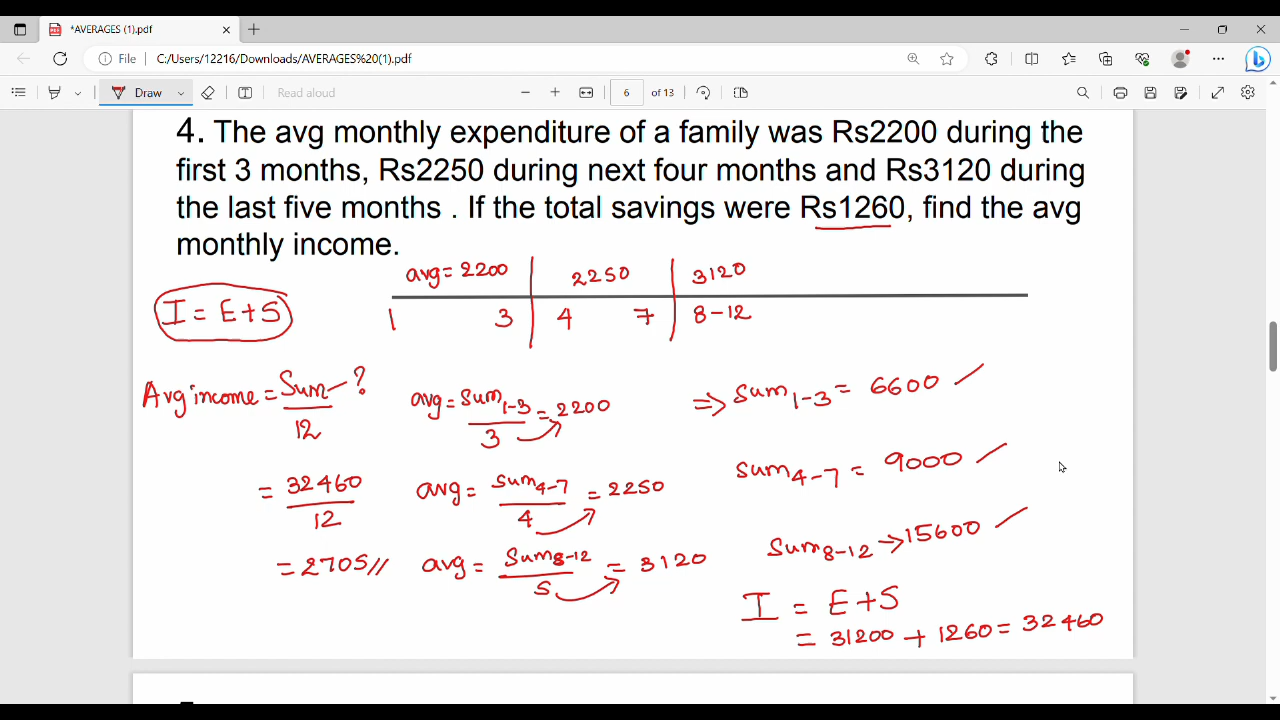 *AVERAGES (1).pdf
File C:/Users/12216/Downloads/AVERAGES%20(1).pdf
Draw Read aloud 6 of 13
4. The avg monthly expenditure of a family was Rs2200 during the
first 3 months, Rs2250 during next four months and Rs3120 during
the last five months . If the total savings were Rs1260, find the avg
monthly income.
avg = 2200 2250 3120
I = E+S 1 3 4 7 8-12
Avg income = Sum/12 - ? avg = Sum1-3/3 = 2200 => Sum1-3 = 6600
= 32460/12 avg = Sum4-7/4 = 2250 Sum4-7 = 9000
= 2705// avg = Sum8-12/5 = 3120 Sum8-12 → 15600
I = E+S
= 31200 + 1260 = 32460